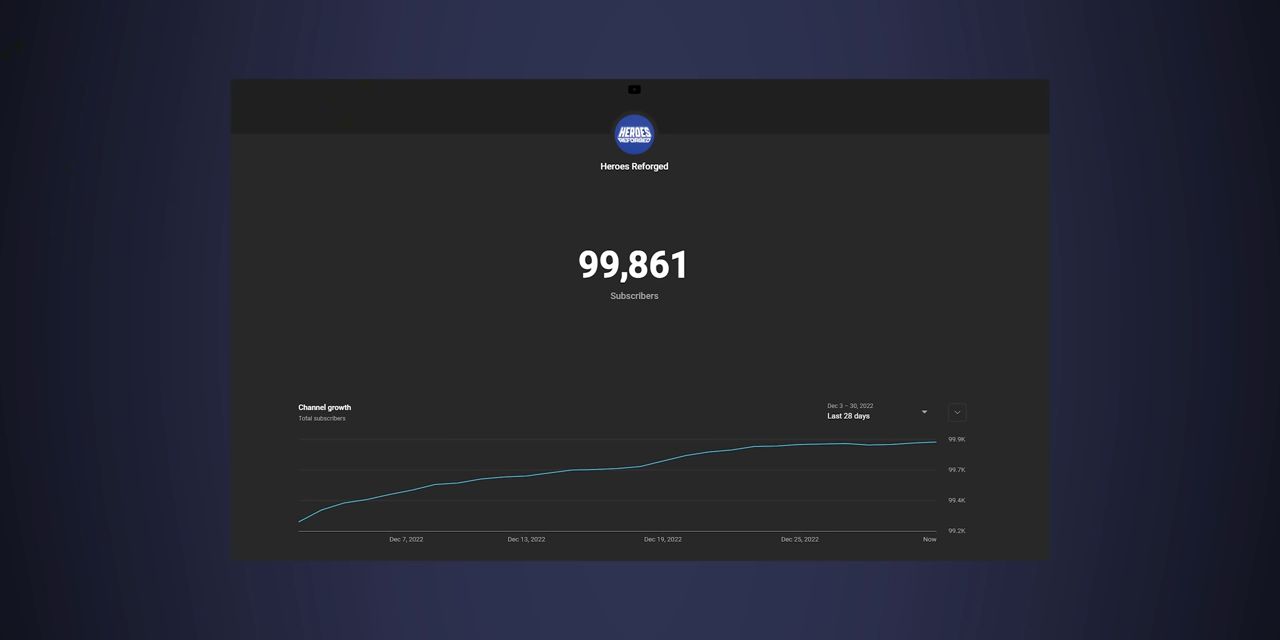 HEROES
REFORGED
Heroes Reforged
99,861
Subscribers
Channel growth
Total subscribers
Dec 3 – 30, 2022
Last 28 days
99.9K
99.7K
99.4K
99.2K
Dec 7, 2022
Dec 13, 2022
Dec 19, 2022
Dec 25, 2022
Now